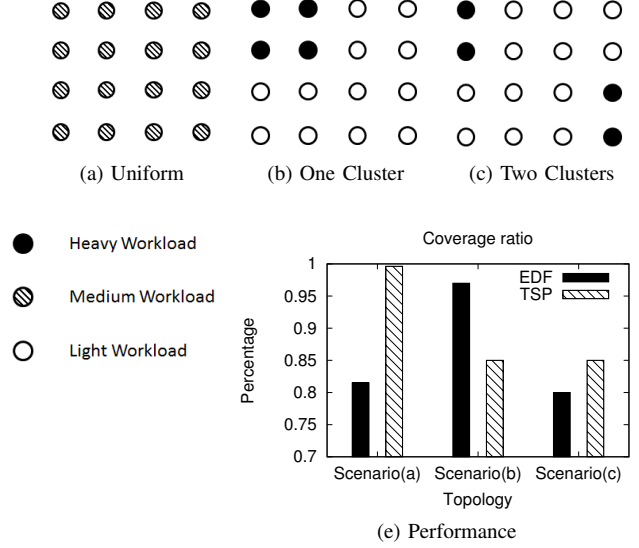 (a) Uniform
(b) One Cluster
(c) Two Clusters
Heavy Workload
Medium Workload
Light Workload
Coverage ratio
EDF
TSP
1
0.95
0.9
0.85
0.8
0.75
0.7
Percentage
Scenario(a) Scenario(b) Scenario(c)
Topology
(e) Performance